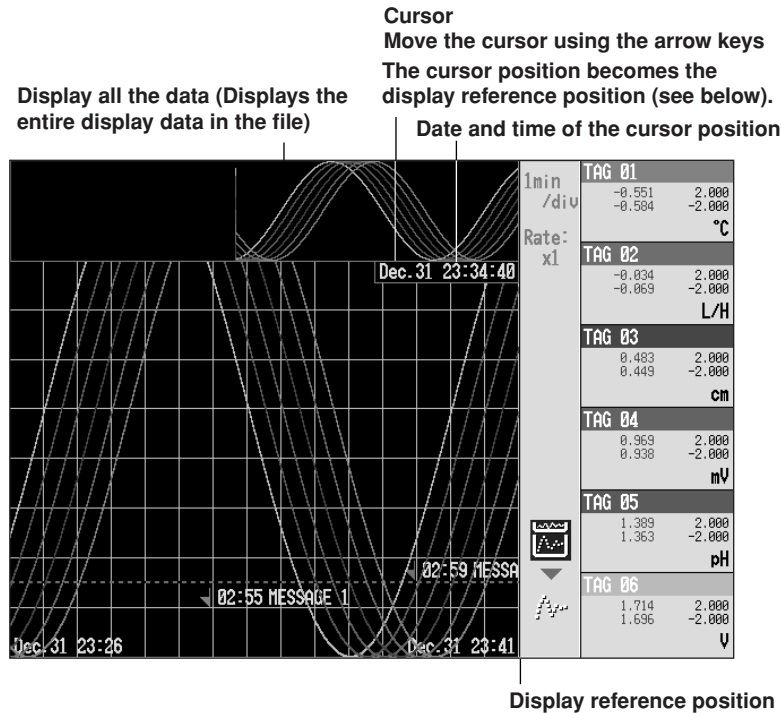 Cursor
Move the cursor using the arrow keys
The cursor position becomes the
display reference position (see below).
Display all the data (Displays the
entire display data in the file)
Date and time of the cursor position
1min
/div
Rate:
x1
Dec.31 23:34:40
TAG 01
-0.551 2.000
-0.584 -2.000
°C
TAG 02
-0.034 2.000
-0.069 -2.000
L/H
TAG 03
0.483 2.000
0.449 -2.000
cm
TAG 04
0.969 2.000
0.938 -2.000
mV
TAG 05
1.389 2.000
1.363 -2.000
pH
TAG 06
1.714 2.000
1.696 -2.000
V
02:59 MESSA
02:55 MESSAGE 1
Dec.31 23:26
Dec.31 23:41
Display reference position